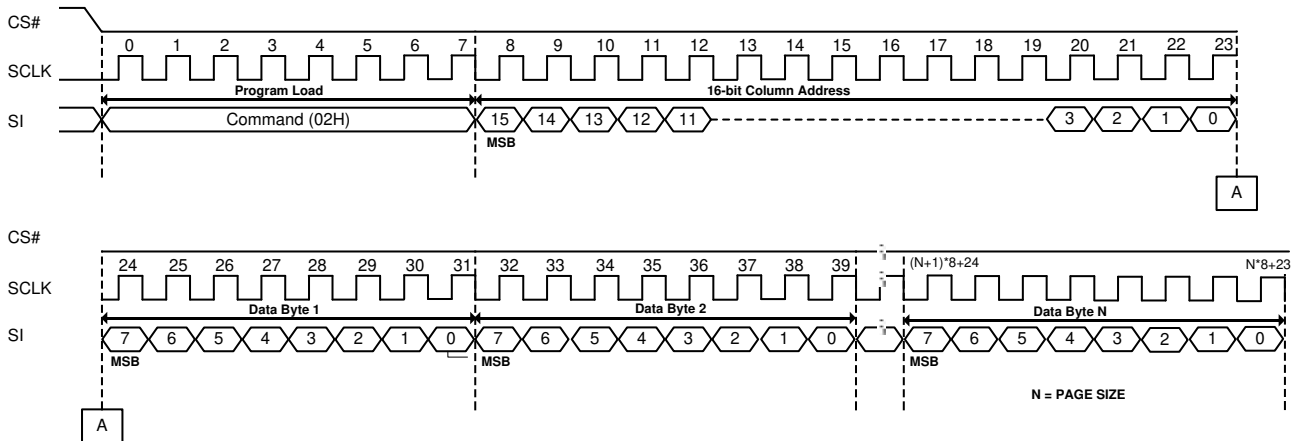 CS#
0 1 2 3 4 5 6 7 8 9 10 11 12 13 14 15 16 17 18 19 20 21 22 23
SCLK
Program Load 16-bit Column Address
SI Command (02H) 15 14 13 12 11 3 2 1 0
MSB
A
CS#
24 25 26 27 28 29 30 31 32 33 34 35 36 37 38 39 (N+1)*8+24 N*8+23
SCLK
Data Byte 1 Data Byte 2 Data Byte N
SI 7 6 5 4 3 2 1 0 7 6 5 4 3 2 1 0 7 6 5 4 3 2 1 0
MSB MSB MSB
N = PAGE SIZE
A